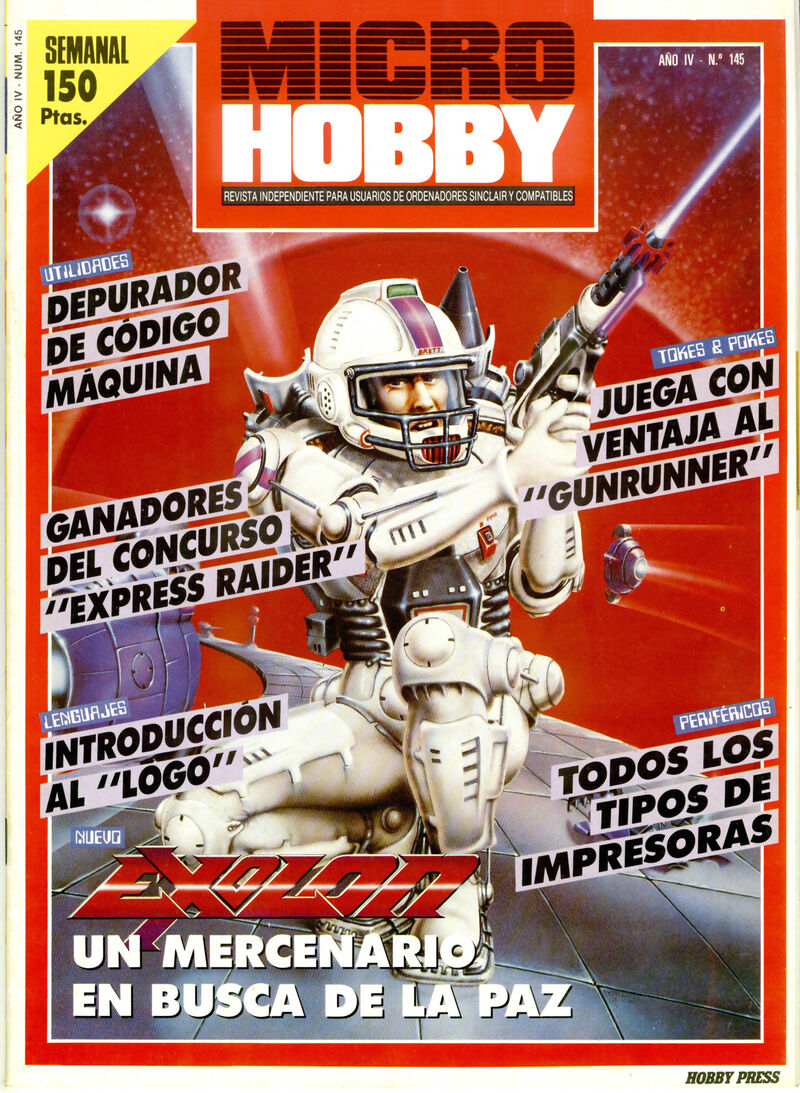 AÑO IV - NUM. 145
SEMANAL
150
Ptas.
MICRO
HOBBY
AÑO IV - N.º 145
REVISTA INDEPENDIENTE PARA USUARIOS DE ORDENADORES SINCLAIR Y COMPATIBLES
UTILIDADES
DEPURADOR
DE CÓDIGO
MÁQUINA
BRETT
TOKES & POKES
JUEGA CON
VENTAJA AL
"GUNRUNNER"
GANADORES
DEL CONCURSO
"EXPRESS RAIDER"
LENGUAJES
INTRODUCCIÓN
AL "LOGO"
PERIFÉRICOS
TODOS LOS
TIPOS DE
IMPRESORAS
NUEVO
EXOLON
UN MERCENARIO
EN BUSCA DE LA PAZ
HOBBY PRESS